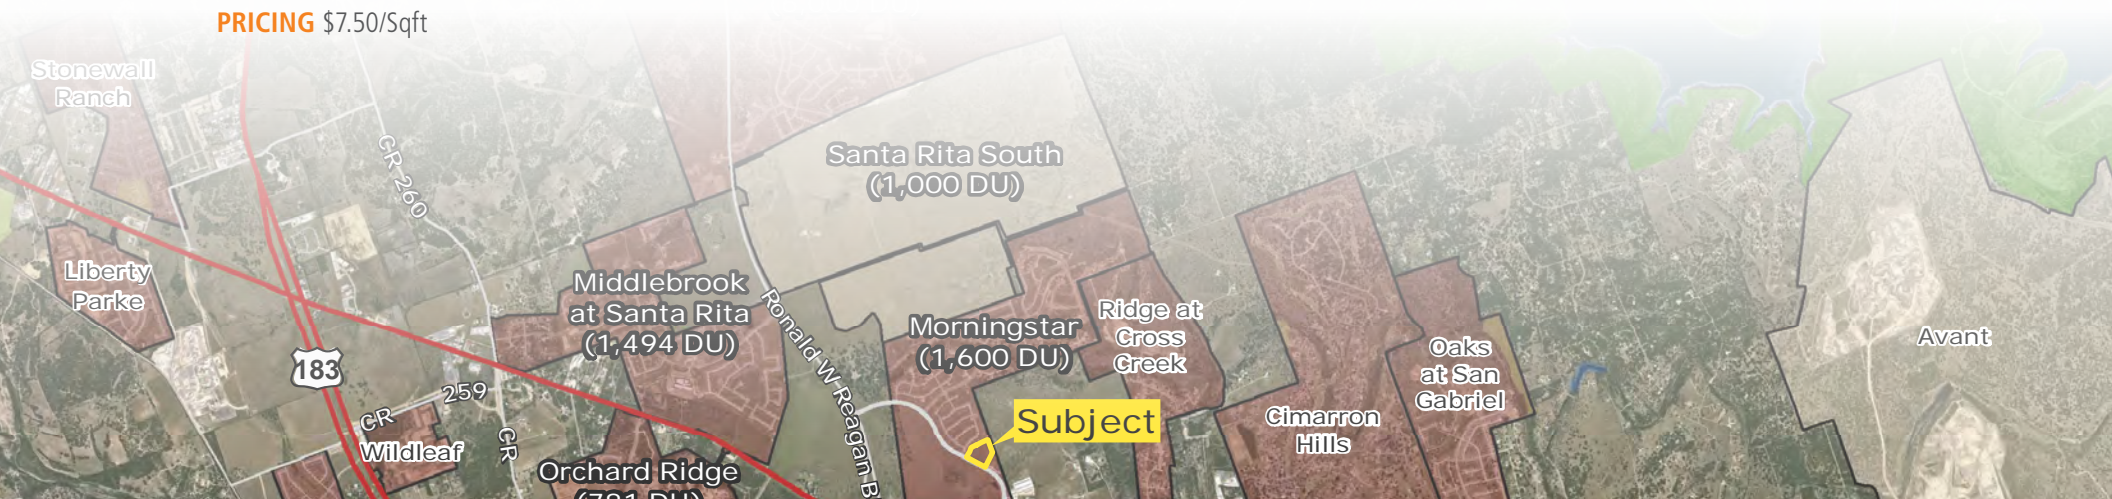 PRICING $7.50/Sqft
Stonewall
Ranch
CR 260
Santa Rita South
(1,000 DU)
Liberty
Parke
Middlebrook
at Santa Rita
(1,494 DU)
Ronald W Reagan B
Morningstar
(1,600 DU)
Ridge at
Cross
Creek
Avant
Oaks
at San
Gabriel
183
CR 259
Wildleaf
CR
Subject
Cimarron
Hills
Orchard Ridge
(781 DU)